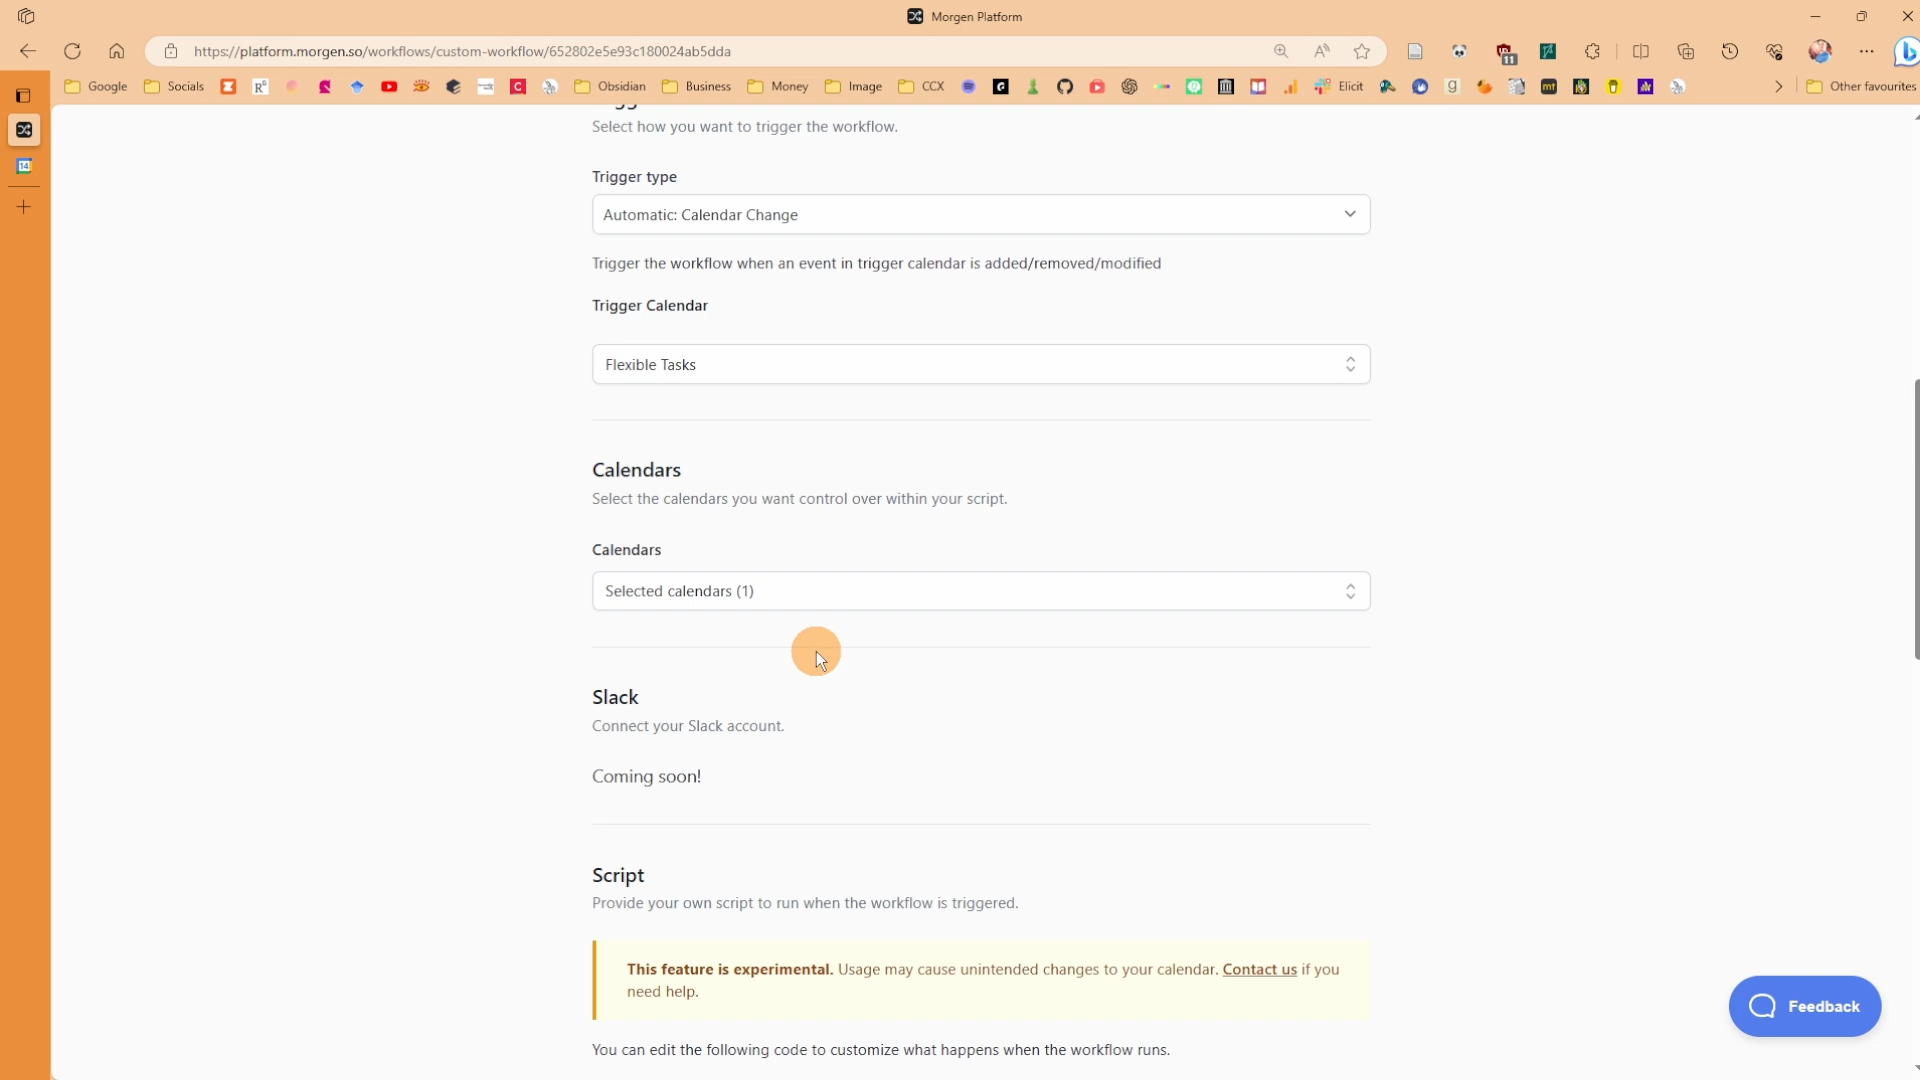 Morgen Platform
https://platform.morgen.so/workflows/custom-workflow/652802e5e93c180024ab5dda
11
Google
Socials
Obsidian
Business
Money
Image
CCX
Elicit
Other favourites
14
Select how you want to trigger the workflow.
Trigger type
Automatic: Calendar Change
Trigger the workflow when an event in trigger calendar is added/removed/modified
Trigger Calendar
Flexible Tasks
Calendars
Select the calendars you want control over within your script.
Calendars
Selected calendars (1)
Slack
Connect your Slack account.
Coming soon!
Script
Provide your own script to run when the workflow is triggered.
This feature is experimental. Usage may cause unintended changes to your calendar. Contact us if you
need help.
Feedback
You can edit the following code to customize what happens when the workflow runs.